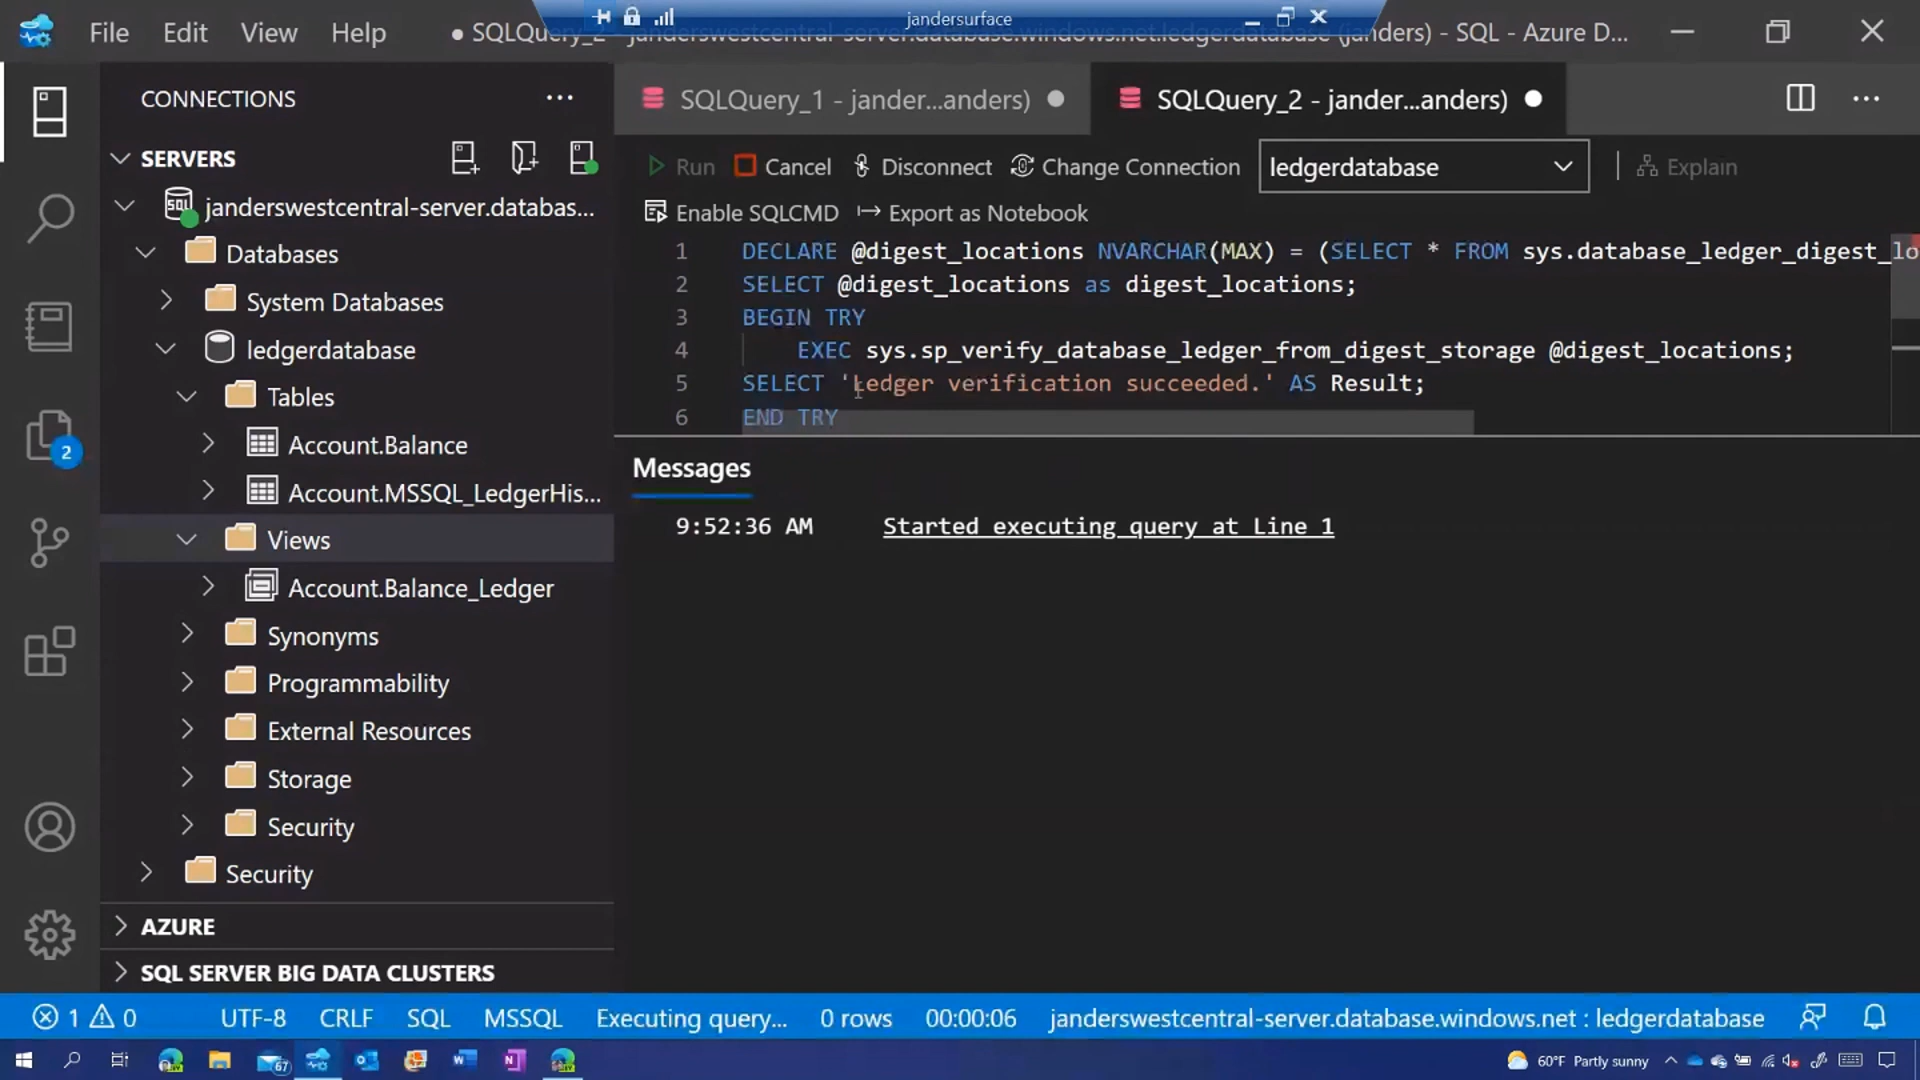 jandersurface
File Edit View Help
● SQLQuery_2 - janderswestcentral-server.database.windows.net.ledgerdatabase (janders) - SQL - Azure D...
CONNECTIONS
SQLQuery_1 - jander...anders)
SQLQuery_2 - jander...anders)
SERVERS
Run Cancel Disconnect Change Connection ledgerdatabase Explain
Enable SQLCMD Export as Notebook
janderswestcentral-server.databas...
Databases
System Databases
ledgerdatabase
Tables
Account.Balance
Account.MSSQL_LedgerHis...
Views
Account.Balance_Ledger
Synonyms
Programmability
External Resources
Storage
Security
Security
AZURE
SQL SERVER BIG DATA CLUSTERS
1 DECLARE @digest_locations NVARCHAR(MAX) = (SELECT * FROM sys.database_ledger_digest_lo
2 SELECT @digest_locations as digest_locations;
3 BEGIN TRY
4 EXEC sys.sp_verify_database_ledger_from_digest_storage @digest_locations;
5 SELECT 'Ledger verification succeeded.' AS Result;
6 END TRY
Messages
9:52:36 AM Started executing query at Line 1
2
1 0 UTF-8 CRLF SQL MSSQL Executing query... 0 rows 00:00:06 janderswestcentral-server.database.windows.net : ledgerdatabase
67
60°F Partly sunny